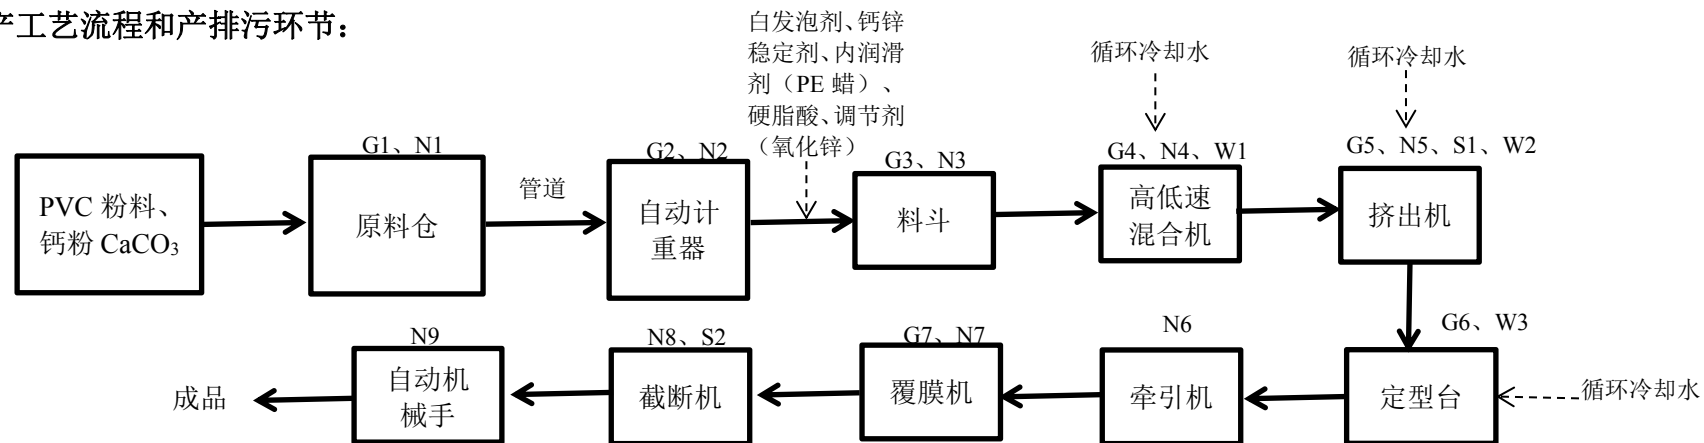 产工艺流程和产排污环节：
白发泡剂、钙锌
稳定剂、内润滑
剂（PE 蜡）、
硬脂酸、调节剂
（氧化锌）
循环冷却水
循环冷却水
G1、N1
G2、N2
G3、N3
G4、N4、W1
G5、N5、S1、W2
PVC 粉料、
钙粉 CaCO₃
原料仓
管道
自动计
重器
料斗
高低速
混合机
挤出机
N9
N8、S2
G7、N7
N6
G6、W3
成品
自动机
械手
截断机
覆膜机
牵引机
定型台
循环冷却水